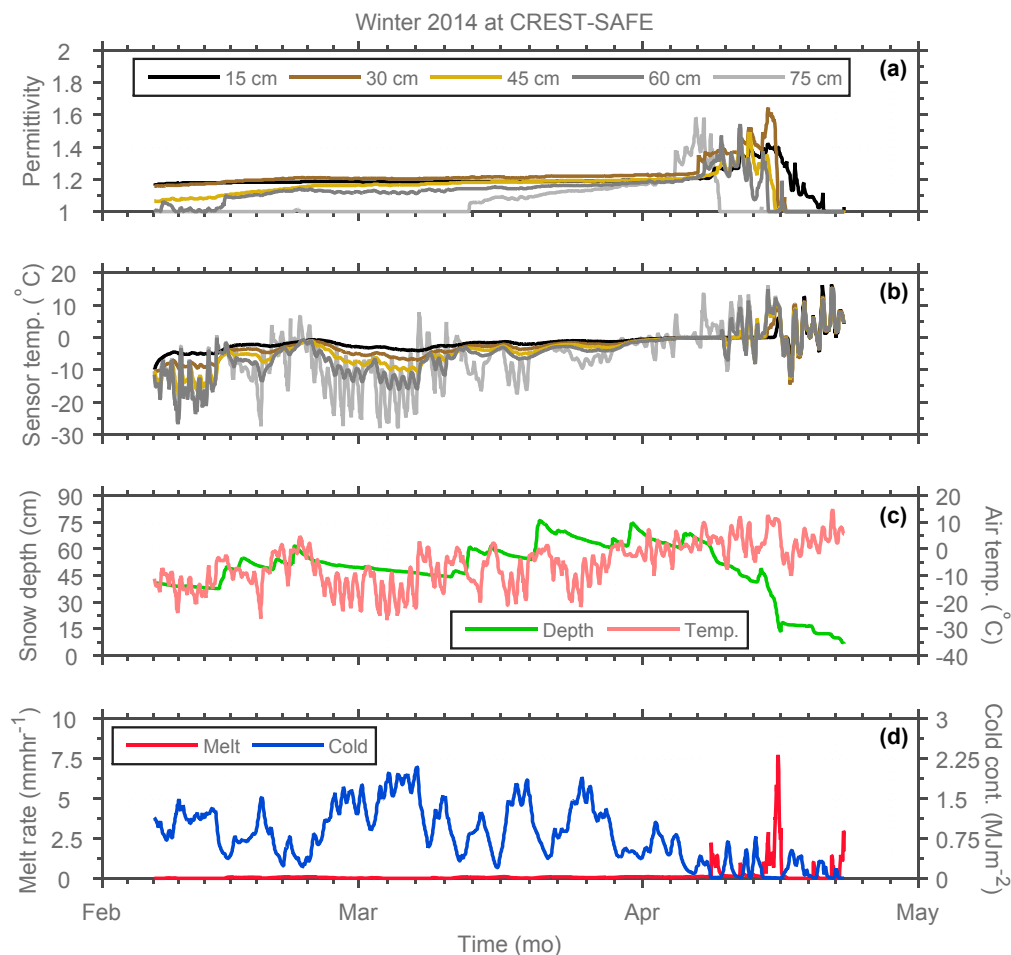 Winter 2014 at CREST-SAFE
(a)
15 cm 30 cm 45 cm 60 cm 75 cm
Permittivity
2
1.8
1.6
1.4
1.2
1
(b)
Sensor temp. (°C)
20
10
0
-10
-20
-30
(c)
Snow depth (cm)
90
75
60
45
30
15
0
Depth Temp.
20
10
0
-10
-20
-30
-40
Air temp. (°C)
(d)
Melt Cold
Melt rate (mmhr⁻¹)
10
7.5
5
2.5
0
3
2.25
1.5
0.75
0
Cold cont. (MJm⁻²)
Feb Mar Apr May
Time (mo)